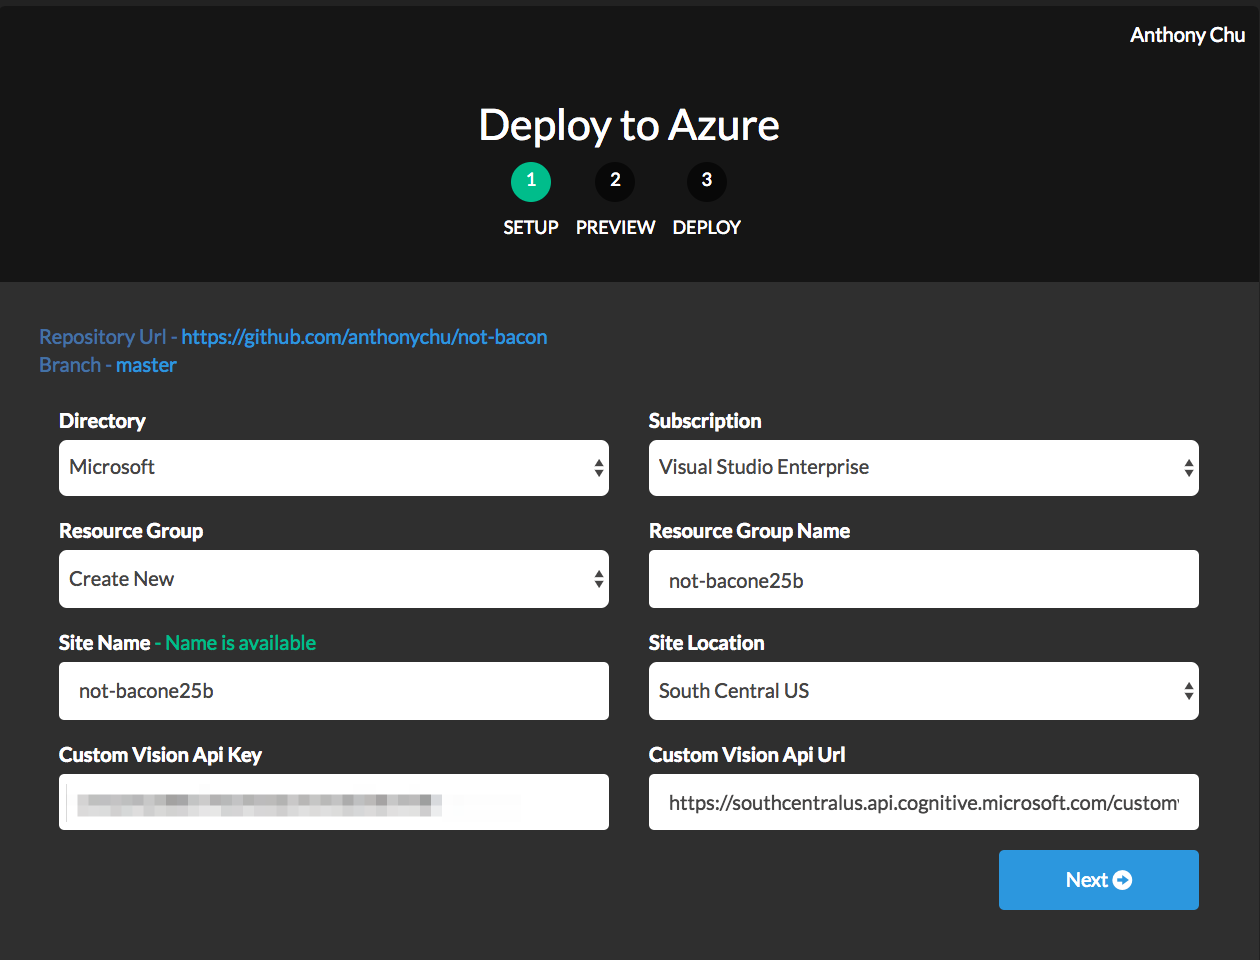 Anthony Chu
Deploy to Azure
1 2 3
SETUP PREVIEW DEPLOY
Repository Url - https://github.com/anthonychu/not-bacon
Branch - master
Directory
Subscription
Microsoft
Visual Studio Enterprise
Resource Group
Resource Group Name
Create New
not-bacone25b
Site Name - Name is available
Site Location
not-bacone25b
South Central US
Custom Vision Api Key
Custom Vision Api Url
https://southcentralus.api.cognitive.microsoft.com/custom
Next